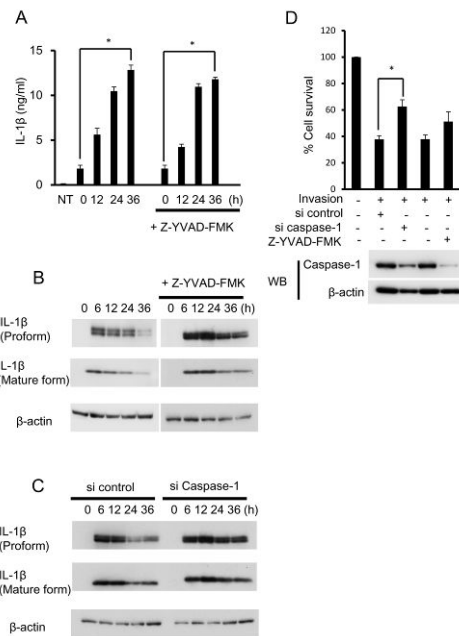 A
15
10
5
0
IL-1β (ng/ml)
*
*
NT 0 12 24 36 0 12 24 36 (h)
+ Z-YVAD-FMK
B
+ Z-YVAD-FMK
0 6 12 24 36 0 6 12 24 36 (h)
IL-1β
(Proform)
IL-1β
(Mature form)
β-actin
C
si control si Caspase-1
0 6 12 24 36 0 6 12 24 36 (h)
IL-1β
(Proform)
IL-1β
(Mature form)
β-actin
D
120
100
80
60
40
20
0
% Cell survival
*
Invasion - + + + +
si control - + - - -
si caspase-1 - - + - -
Z-YVAD-FMK - - - - +
WB
Caspase-1
β-actin